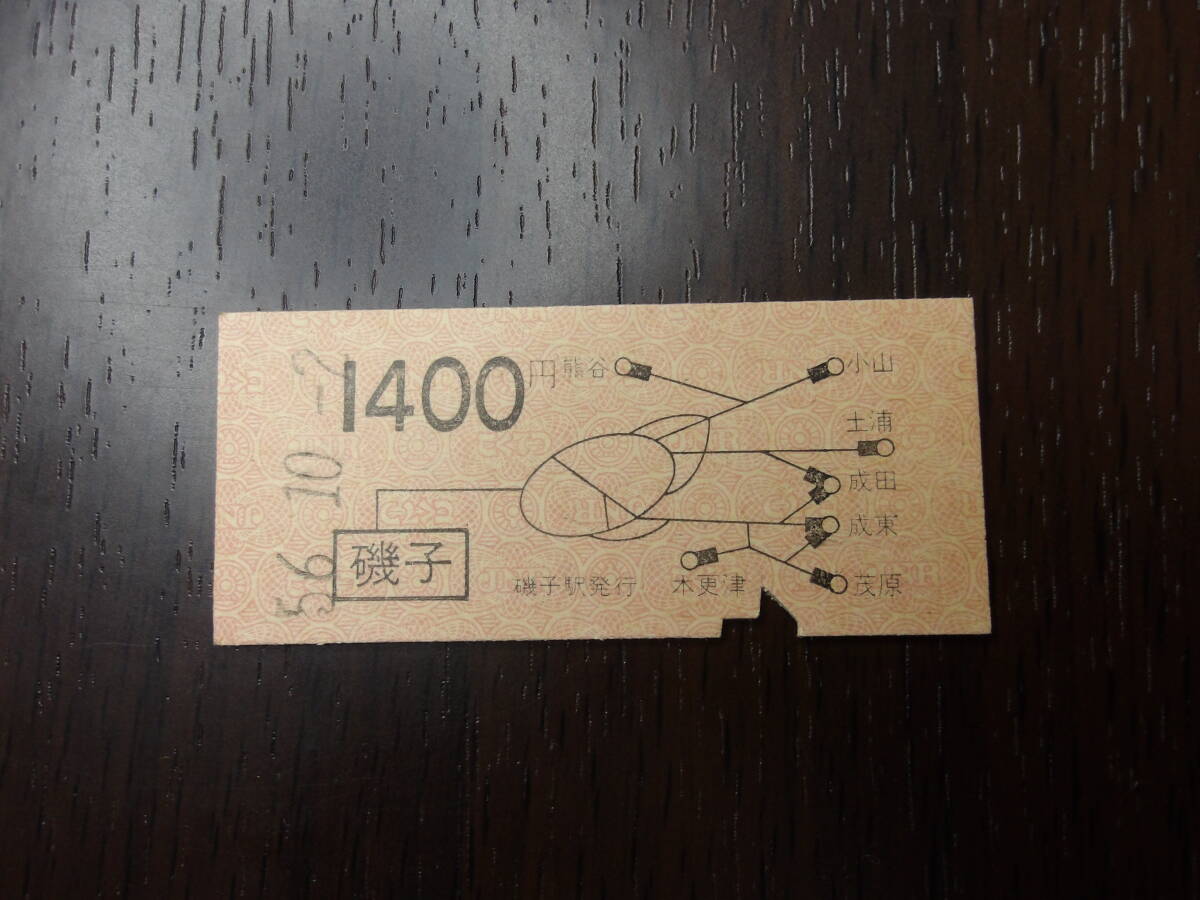 1400円
熊谷
小山
土浦
成田
成東
茂原
木更津
磯子
磯子駅発行
56 10 -2